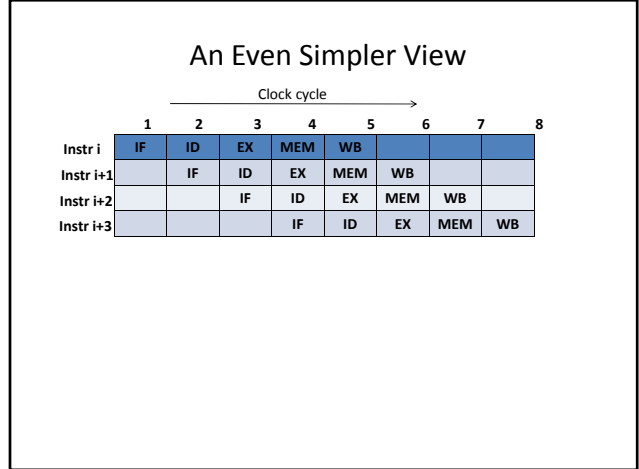 An Even Simpler View
Clock cycle
1 2 3 4 5 6 7 8
Instr i IF ID EX MEM WB
Instr i+1 IF ID EX MEM WB
Instr i+2 IF ID EX MEM WB
Instr i+3 IF ID EX MEM WB